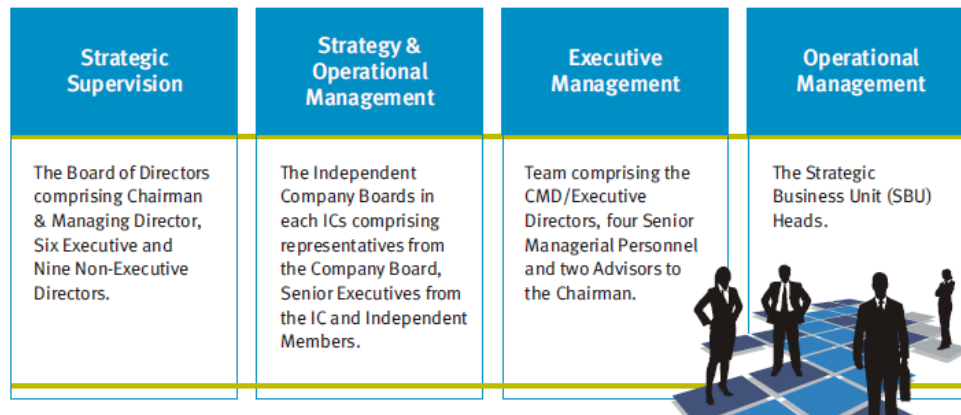 Strategic
Supervision
The Board of Directors
comprising Chairman
& Managing Director,
Six Executive and
Nine Non-Executive
Directors.
Strategy &
Operational
Management
The Independent
Company Boards in
each ICs comprising
representatives from
the Company Board,
Senior Executives from
the IC and Independent
Members.
Executive
Management
Team comprising the
CMD/Executive
Directors, four Senior
Managerial Personnel
and two Advisors to
the Chairman.
Operational
Management
The Strategic
Business Unit (SBU)
Heads.